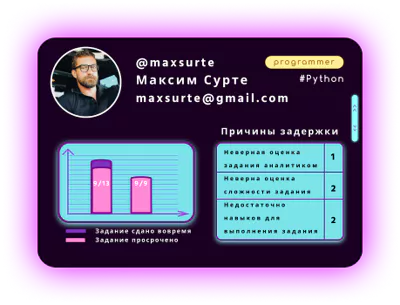 @maxsurte
programmer
Максим Сурте
#Python
maxsurte@gmail.com
Причины задержки
Неверная оценка
задания аналитиком
1
Неверна оценка
сложности задания
2
Недостаточно
навыков для
выполнения задания
2
9/13
9/9
Задание сдано вовремя
Задание просрочено